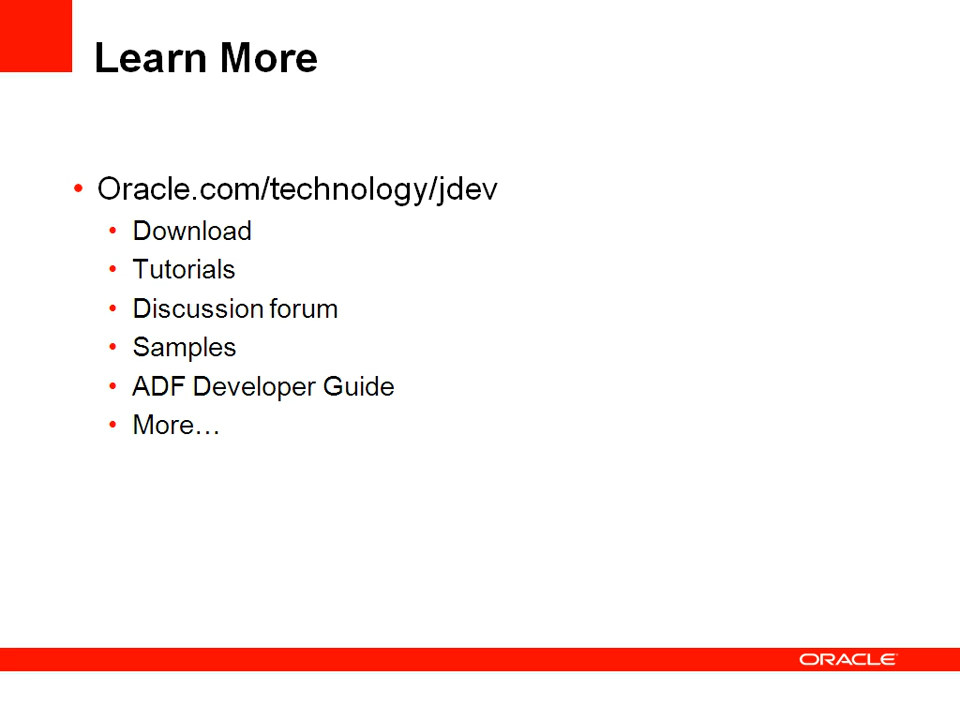 Learn More
• Oracle.com/technology/jdev
• Download
• Tutorials
• Discussion forum
• Samples
• ADF Developer Guide
• More…
ORACLE